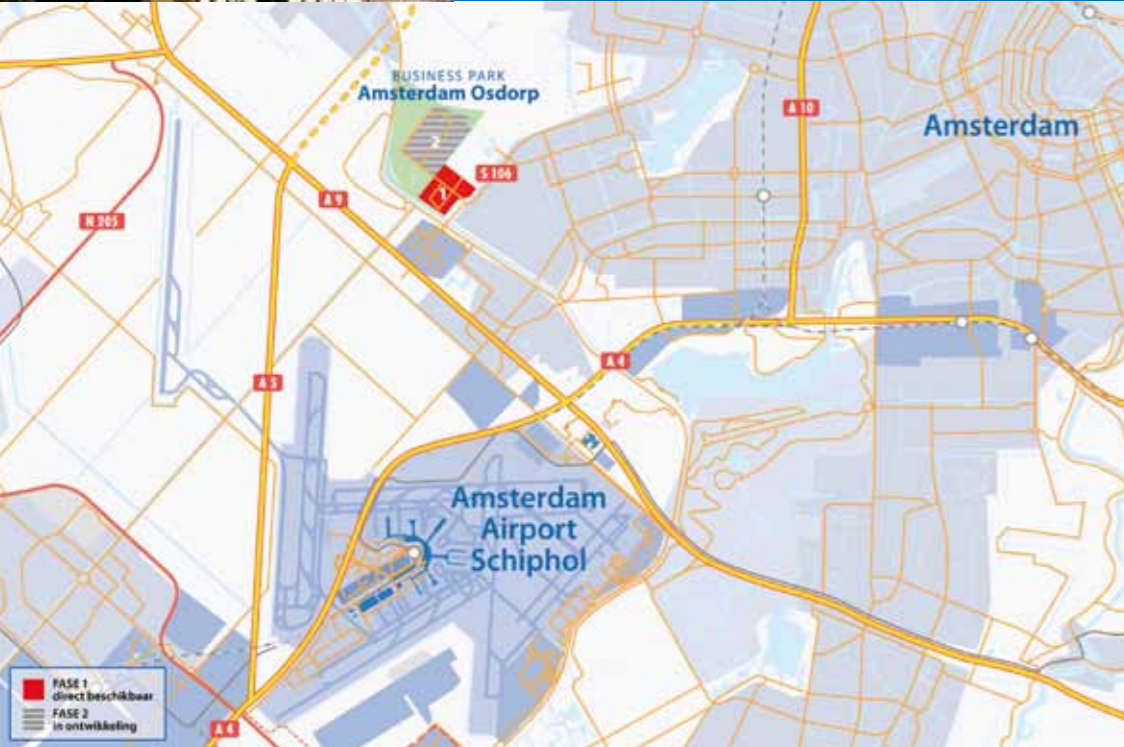 BUSINESS PARK
Amsterdam Osdorp
2
1
S 106
A 10
Amsterdam
A 9
N 205
A 4
A 5
Amsterdam
Airport
Schiphol
FASE 1
direct beschikbaar
FASE 2
in ontwikkeling
A 4